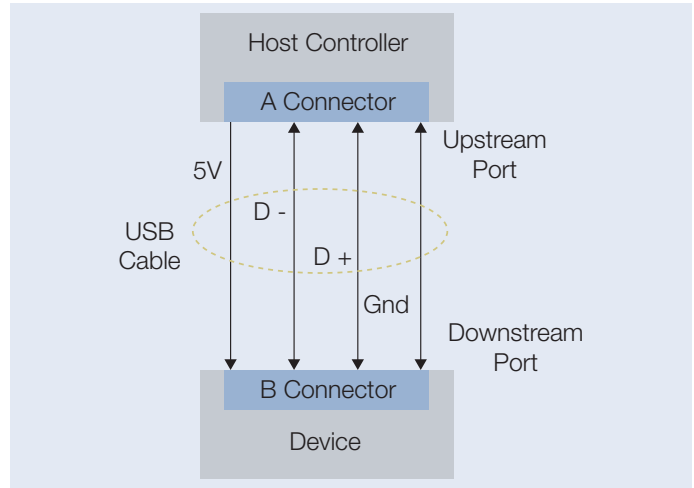 Host Controller
A Connector
Upstream
Port
5V
D -
USB
Cable
D +
Gnd
Downstream
Port
B Connector
Device